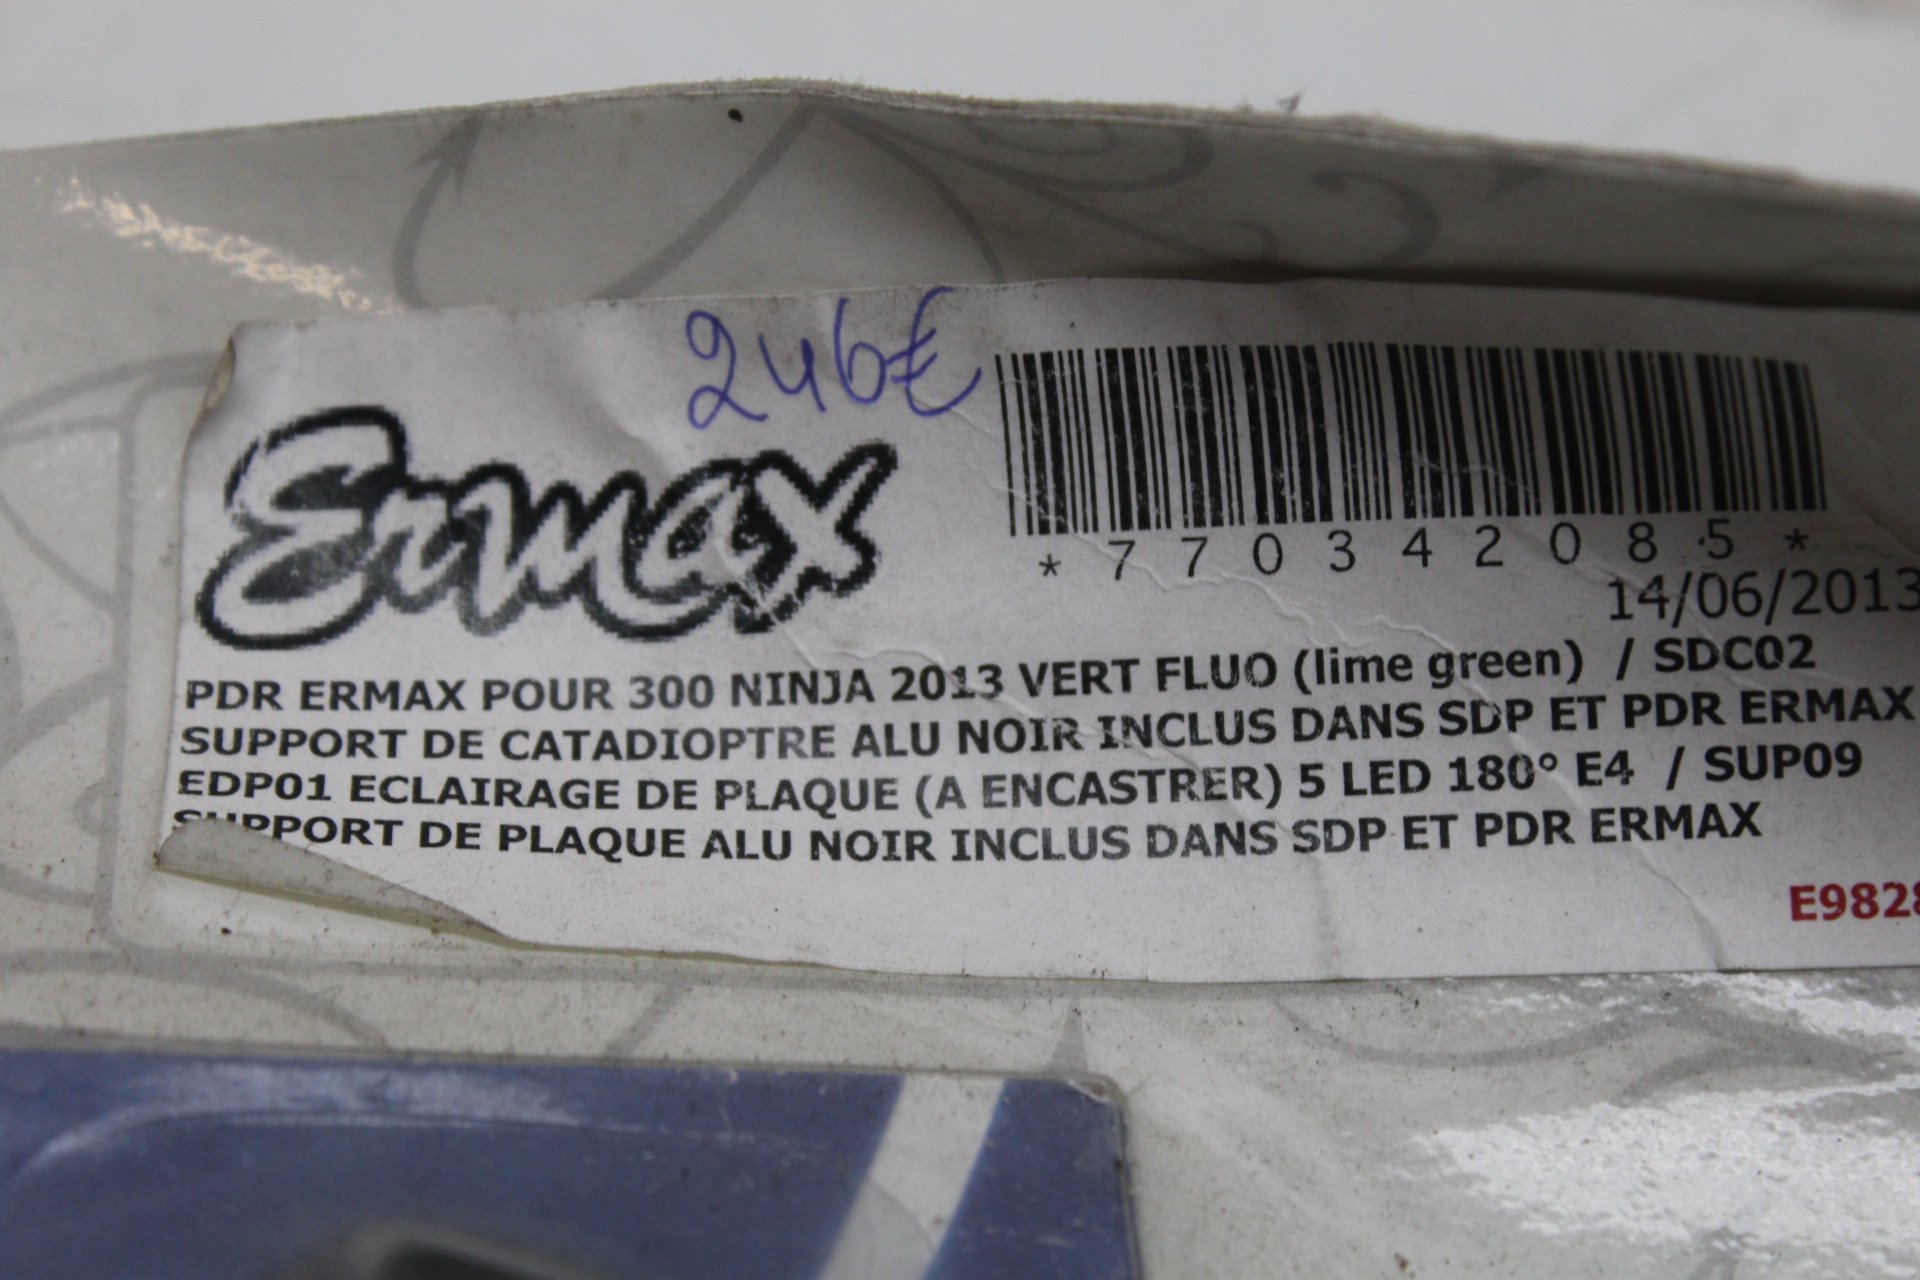 246€
Ermax
*770342085*
14/06/2013
PDR ERMAX POUR 300 NINJA 2013 VERT FLUO (lime green) / SDC02
SUPPORT DE CATADIOPTRE ALU NOIR INCLUS DANS SDP ET PDR ERMAX
EDP01 ECLAIRAGE DE PLAQUE (A ENCASTRER) 5 LED 180° E4 / SUP09
SUPPORT DE PLAQUE ALU NOIR INCLUS DANS SDP ET PDR ERMAX
E9828